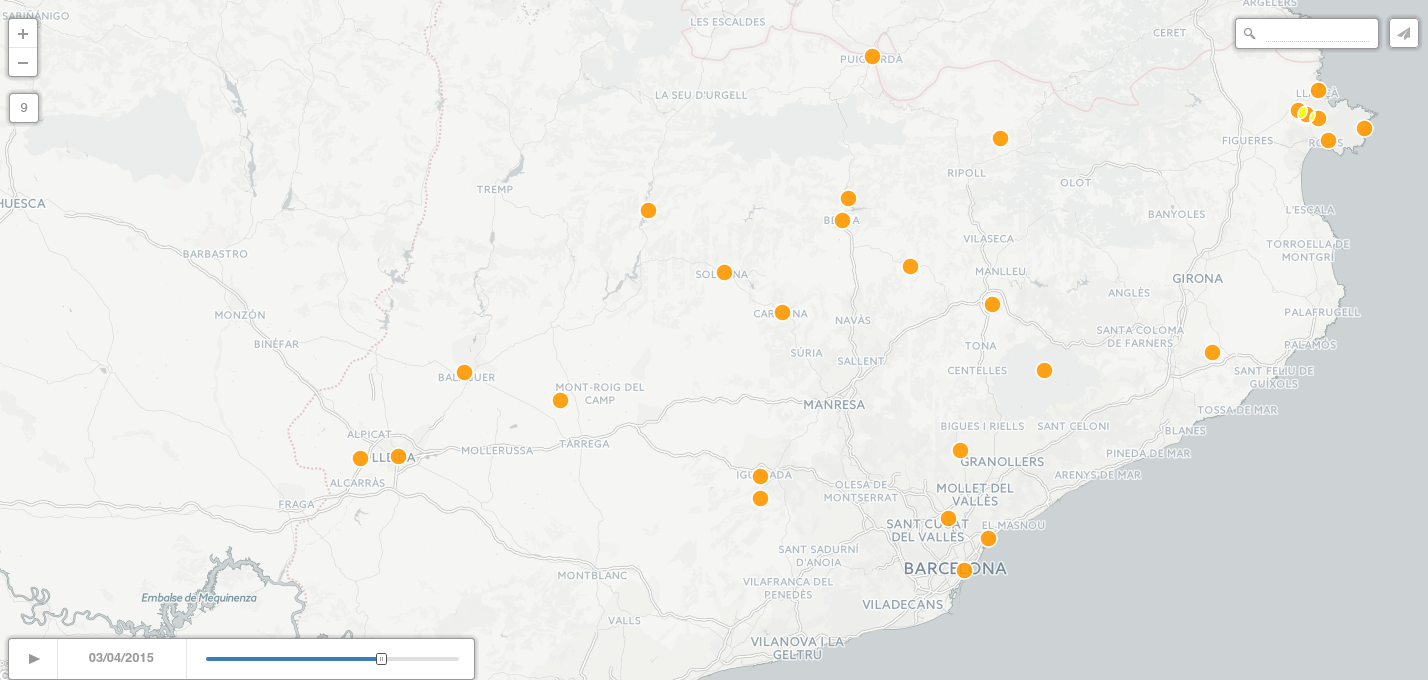 SABIÑÁNIGO
LES ESCALDES
ARGELERS
CERET
+
−
9
PUIGCERDÀ
LA SEU D'URGELL
LLANÇÀ
FIGUERES
ROSES
RIPOLL
OLOT
TREMP
HUESCA
BERGA
BANYOLES
L'ESCALA
VILASECA
TORROELLA DE
MONTGRÍ
BARBASTRO
SOLSONA
MANLLEU
GIRONA
ANGLÈS
MONZÓN
CARDONA
NAVÀS
PALAFRUGELL
BINÉFAR
SANTA COLOMA
DE FARNERS
TONA
PALAMÓS
SÚRIA
SALLENT
BALAGUER
CENTELLES
SANT FELIU DE
GUÍXOLS
MONT-ROIG DEL
CAMP
MANRESA
TOSSA DE MAR
BIGUES I RIELLS
SANT CELONI
BLANES
ALPICAT
TÀRREGA
MOLLERUSSA
PINEDA DE MAR
LLEIDA
GRANOLLERS
IGUALADA
ARENYS DE MAR
ALCARRÀS
OLESA DE
MONTSERRAT
MOLLET DEL
VALLÈS
FRAGA
SANT CUGAT
DEL VALLÈS
EL MASNOU
SANT SADURNÍ
D'ANOIA
BARCELONA
MONTBLANC
VILAFRANCA DEL
PENEDÈS
Embalse de Mequinenza
VILADECANS
VALLS
VILANOVA I LA
GELTRÚ
03/04/2015